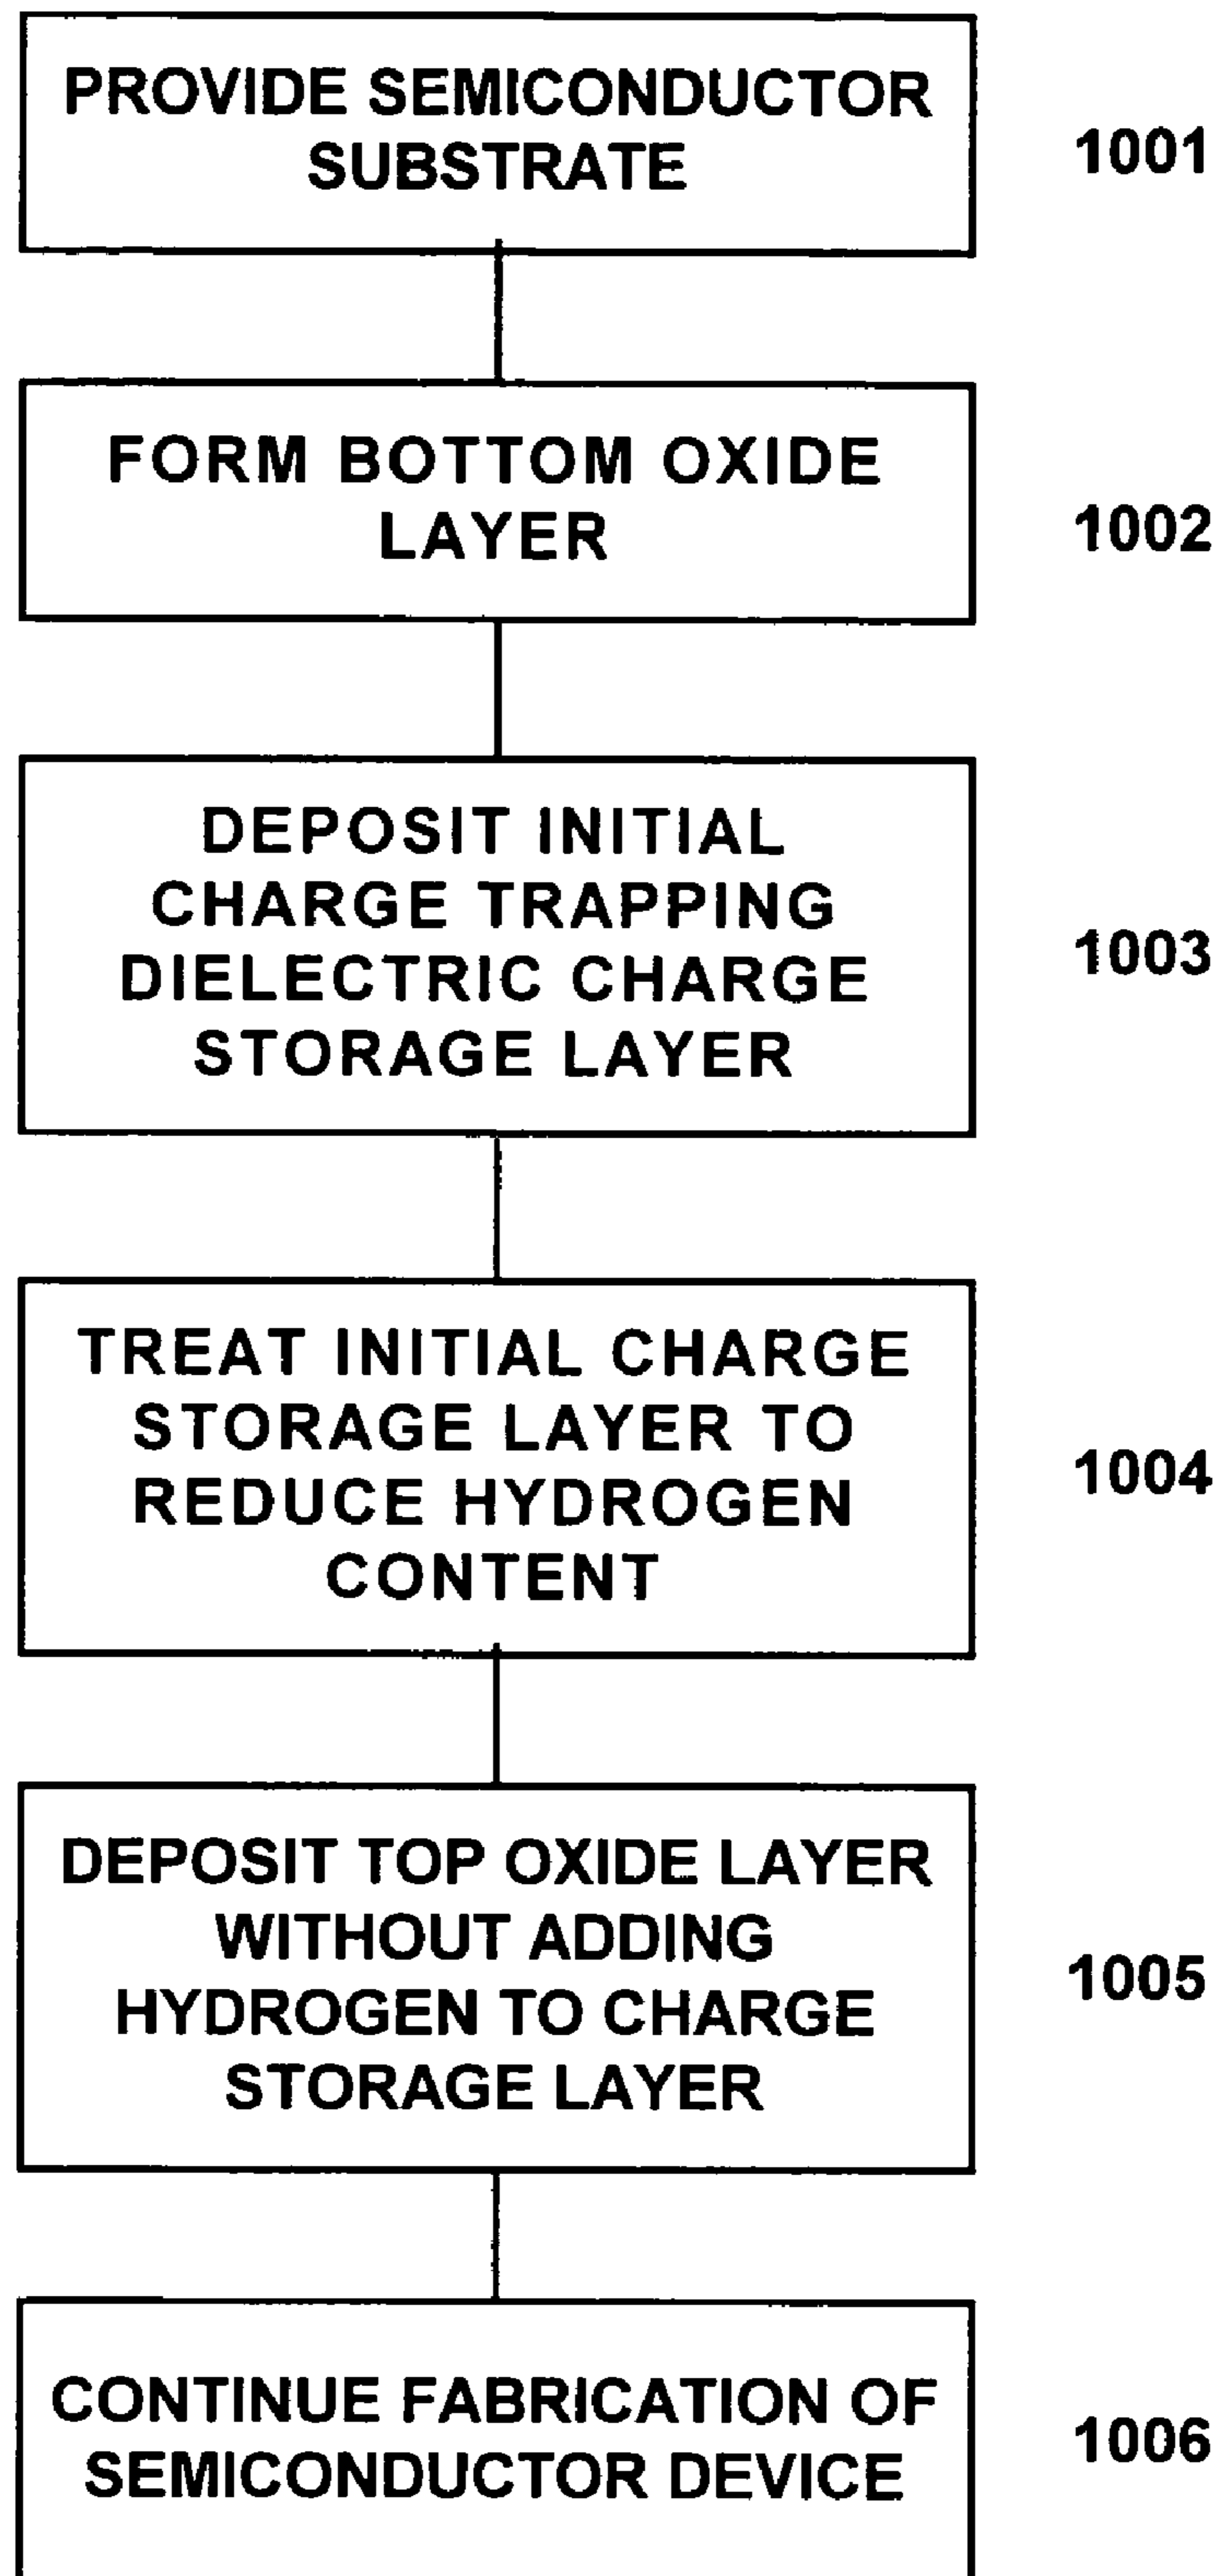 PROVIDE SEMICONDUCTOR
SUBSTRATE
1001
FORM BOTTOM OXIDE
LAYER
1002
DEPOSIT INITIAL
CHARGE TRAPPING
DIELECTRIC CHARGE
STORAGE LAYER
1003
TREAT INITIAL CHARGE
STORAGE LAYER TO
REDUCE HYDROGEN
CONTENT
1004
DEPOSIT TOP OXIDE LAYER
WITHOUT ADDING
HYDROGEN TO CHARGE
STORAGE LAYER
1005
CONTINUE FABRICATION OF
SEMICONDUCTOR DEVICE
1006